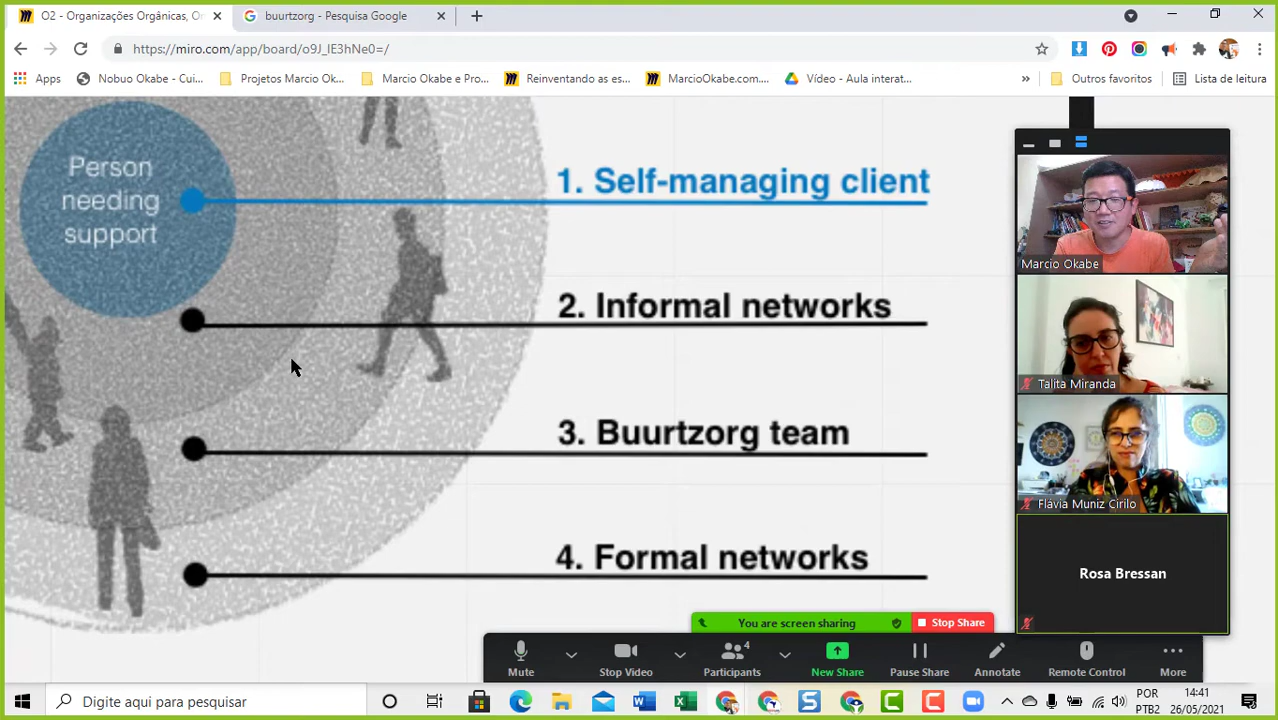 O2 - Organizações Orgânicas, Or
buurtzorg - Pesquisa Google
https://miro.com/app/board/o9J_lE3hNe0=/
Apps
Nobuo Okabe - Cui...
Projetos Marcio Ok...
Marcio Okabe e Pro...
Reinventando as es...
MarcioOkabe.com....
Vídeo - Aula interat...
»
Outros favoritos
Lista de leitura
Person
needing
support
1. Self-managing client
2. Informal networks
3. Buurtzorg team
4. Formal networks
Marcio Okabe
Talita Miranda
Flávia Muniz Cirilo
Rosa Bressan
You are screen sharing
Stop Share
Mute
Stop Video
4
Participants
New Share
Pause Share
Annotate
Remote Control
More
Digite aqui para pesquisar
POR
PTB2
14:41
26/05/2021